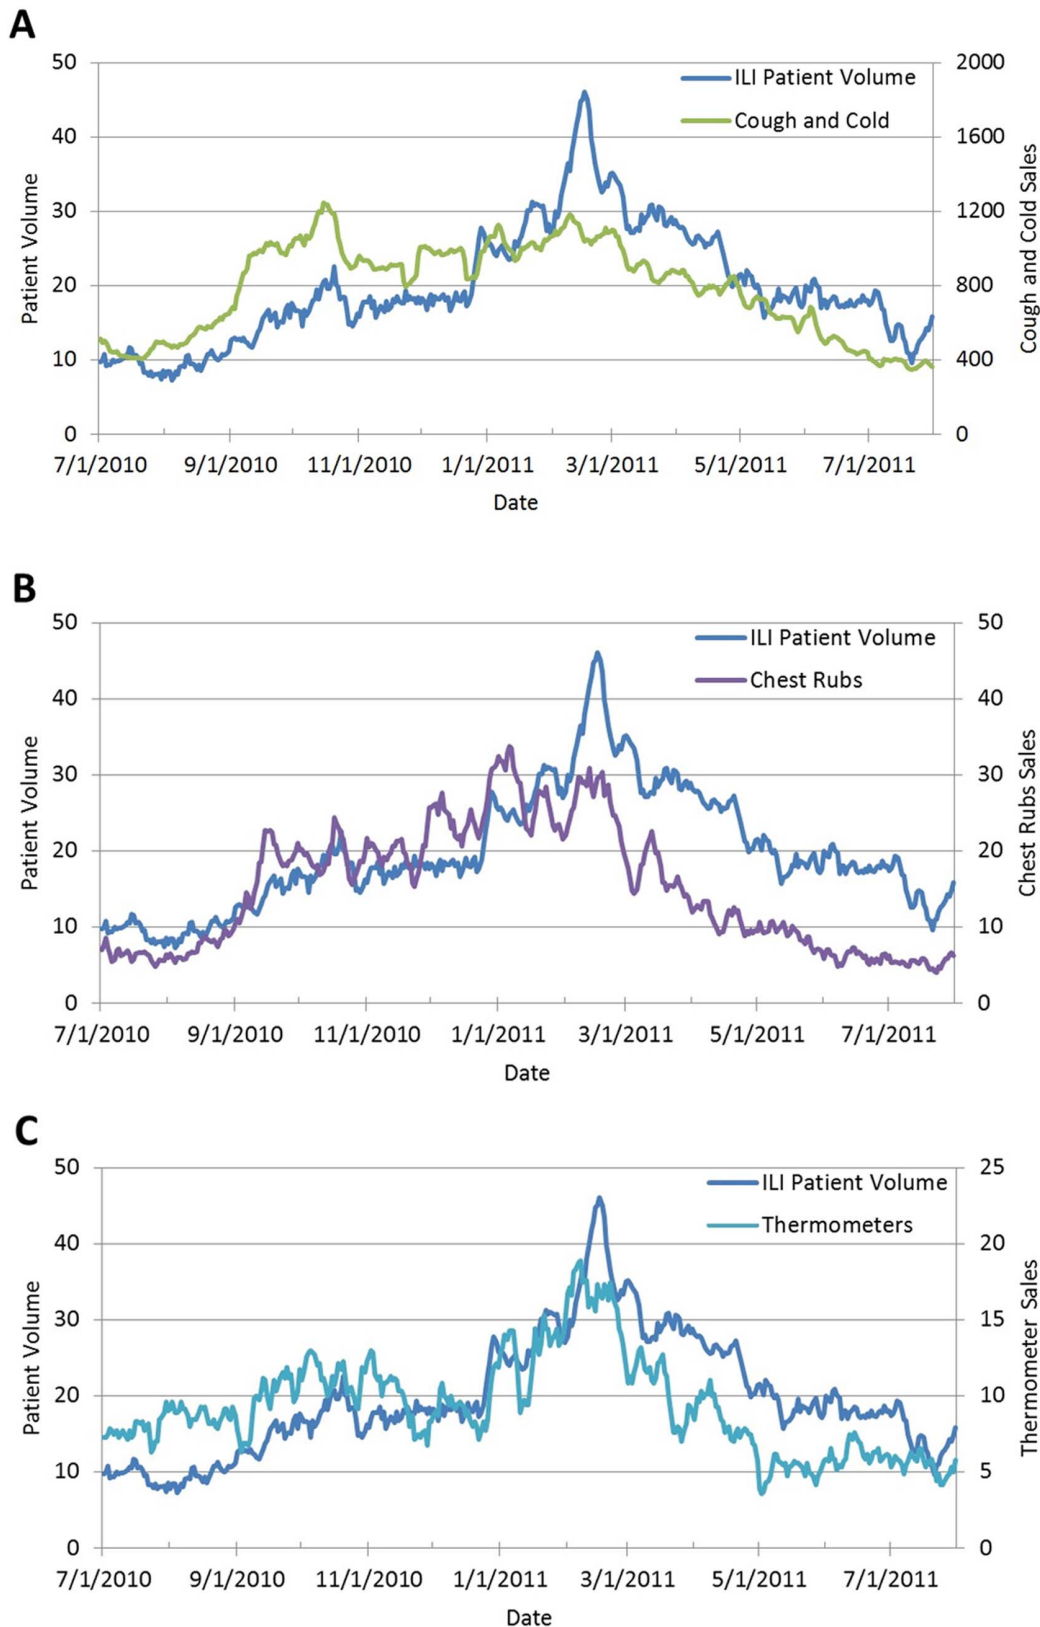 A
50 2000
ILI Patient Volume
Cough and Cold
40 1600
30 1200
20 800
10 400
0 0
Patient Volume
Cough and Cold Sales
7/1/2010 9/1/2010 11/1/2010 1/1/2011 3/1/2011 5/1/2011 7/1/2011
Date
B
50 50
ILI Patient Volume
Chest Rubs
40 40
30 30
20 20
10 10
0 0
Patient Volume
Chest Rubs Sales
7/1/2010 9/1/2010 11/1/2010 1/1/2011 3/1/2011 5/1/2011 7/1/2011
Date
C
50 25
ILI Patient Volume
Thermometers
40 20
30 15
20 10
10 5
0 0
Patient Volume
Thermometer Sales
7/1/2010 9/1/2010 11/1/2010 1/1/2011 3/1/2011 5/1/2011 7/1/2011
Date